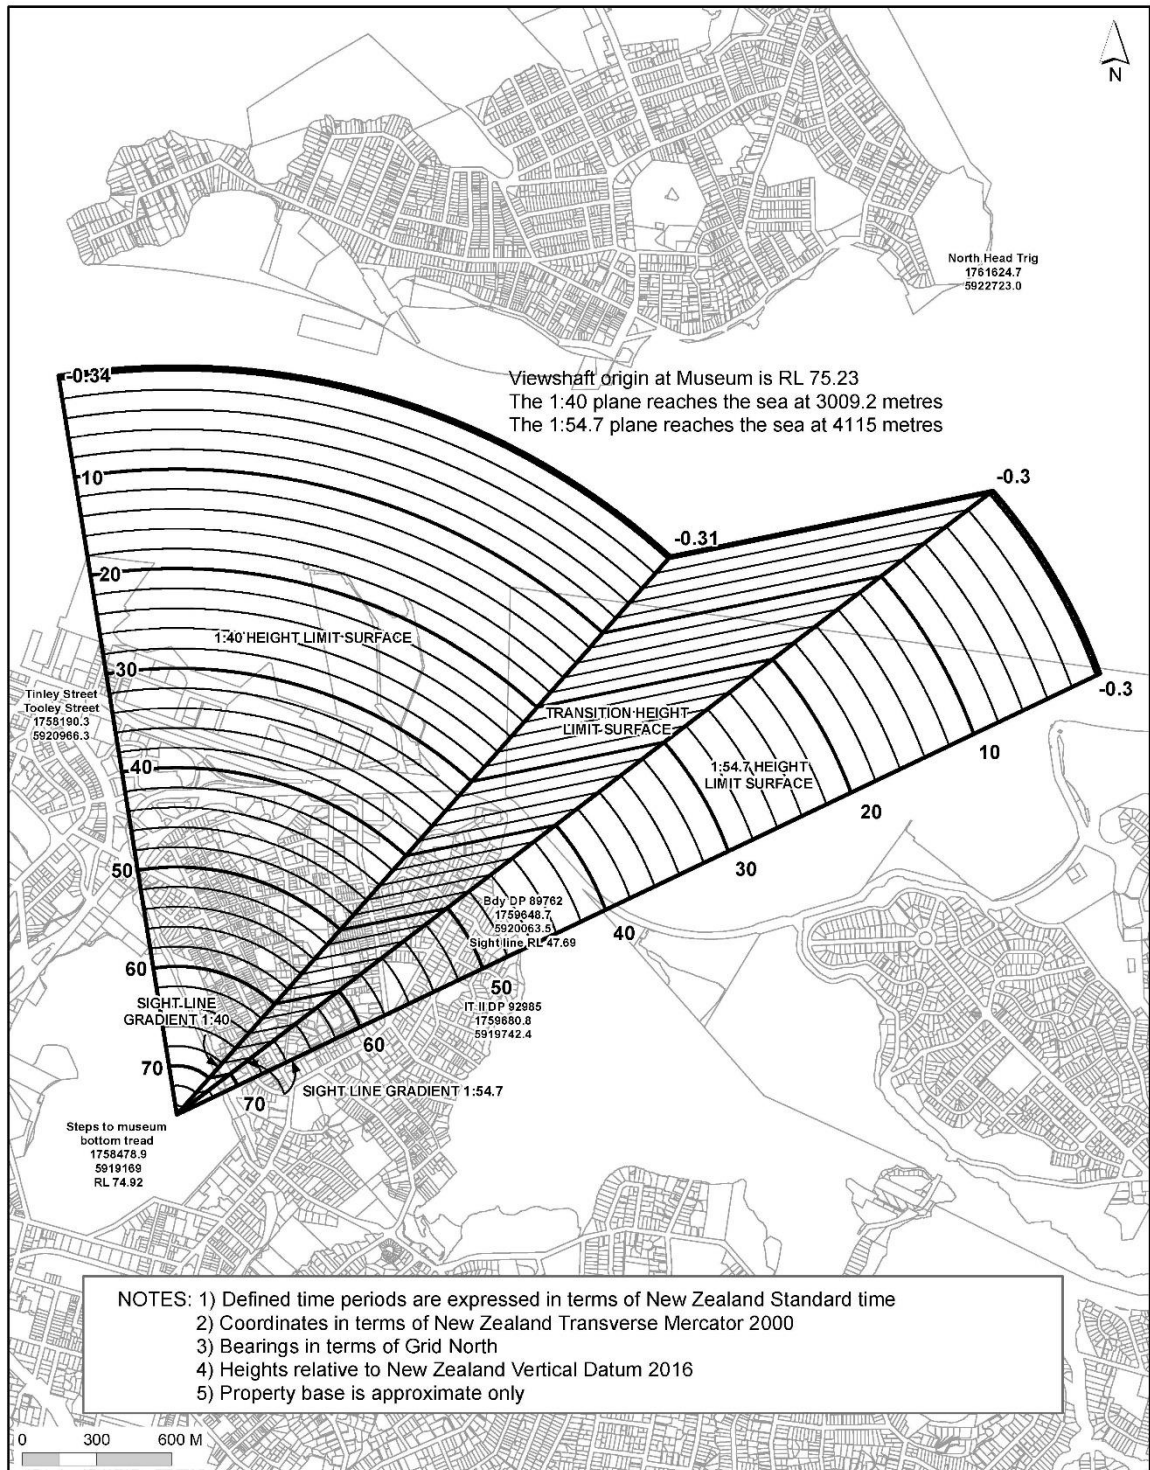 N
North Head Trig
1761624.7
5922723.0
Viewshaft origin at Museum is RL 75.23
The 1:40 plane reaches the sea at 3009.2 metres
The 1:54.7 plane reaches the sea at 4115 metres
-0.34
-0.3
10
-0.31
20
1:40 HEIGHT LIMIT SURFACE
30
-0.3
Tinley Street
Tooley Street
1758190.3
5920966.3
TRANSITION HEIGHT
LIMIT SURFACE
10
40
1:54.7 HEIGHT
LIMIT SURFACE
20
50
30
Bdy DP 89762
1759648.7
5920063.5
Sight line RL 47.69
40
60
50
SIGHT LINE
GRADIENT 1:40
IT II DP 92985
1759680.8
5919742.4
60
70
SIGHT LINE GRADIENT 1:54.7
70
Steps to museum
bottom tread
1758478.9
5919169
RL 74.92
NOTES: 1) Defined time periods are expressed in terms of New Zealand Standard time
2) Coordinates in terms of New Zealand Transverse Mercator 2000
3) Bearings in terms of Grid North
4) Heights relative to New Zealand Vertical Datum 2016
5) Property base is approximate only
0 300 600 M